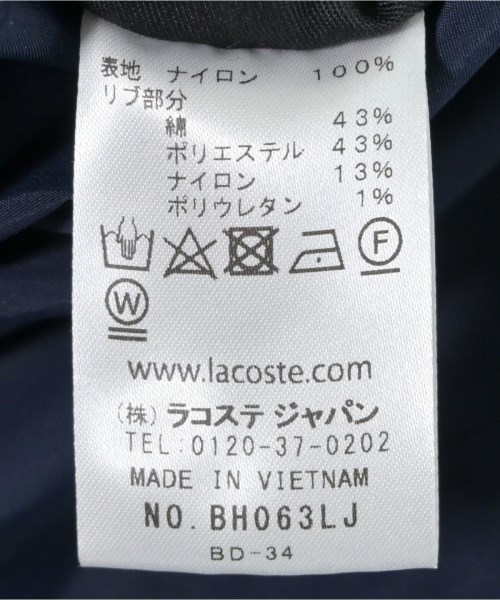 表地 ナイロン 100%
リブ部分
綿 43%
ポリエステル 43%
ナイロン 13%
ポリウレタン 1%
F
W
www.lacoste.com
(株) ラコステ ジャパン
TEL:0120-37-0202
MADE IN VIETNAM
NO. BH063LJ
BD-34